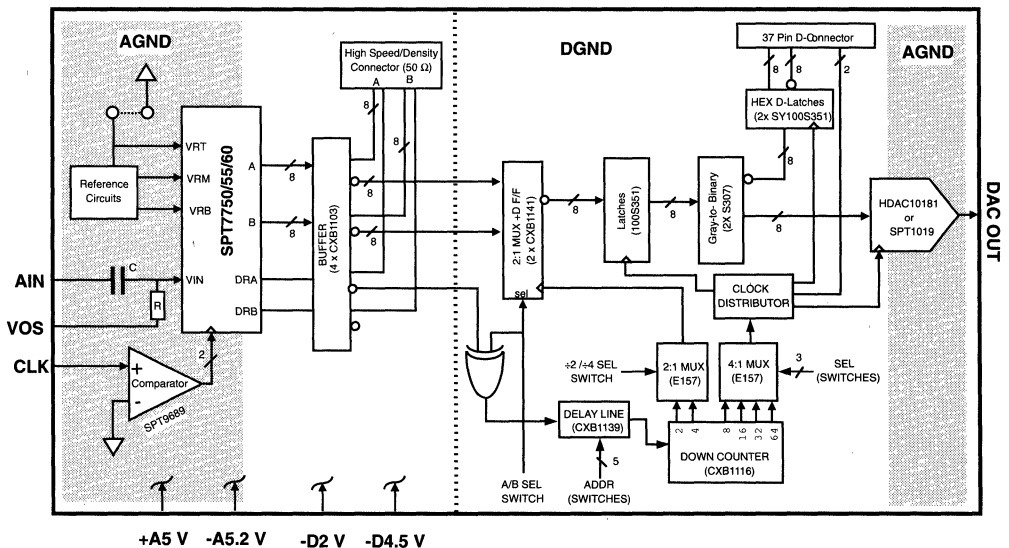 AGND
High Speed/Density
Connector (50 Ω)
A B
DGND
37 Pin D-Connector
AGND
8
8
8
8
2
HEX D-Latches
(2x SY100S351)
8
SPT7750/55/60
VRT
VRM
VRB
VIN
A
B
DRA
DRB
Reference
Circuits
8
8
BUFFER
(4 x CXB1103)
8
8
2:1 MUX +D F/F
(2 x CXB1141)
sel
8
Latches
(100S351)
8
Gray-to- Binary
(2X S307)
8
HDAC10181
or
SPT1019
DAC OUT
AIN
C
R
VOS
CLK
+
-
Comparator
SPT9689
2
CLOCK
DISTRIBUTOR
÷2 /÷4 SEL
SWITCH
2:1 MUX
(E157)
4:1 MUX
(E157)
3
SEL
(SWITCHES)
DELAY LINE
(CXB1139)
2
4
8
16
32
64
DOWN COUNTER
(CXB1116)
5
A/B SEL
SWITCH
ADDR
(SWITCHES)
+A5 V
-A5.2 V
-D2 V
-D4.5 V